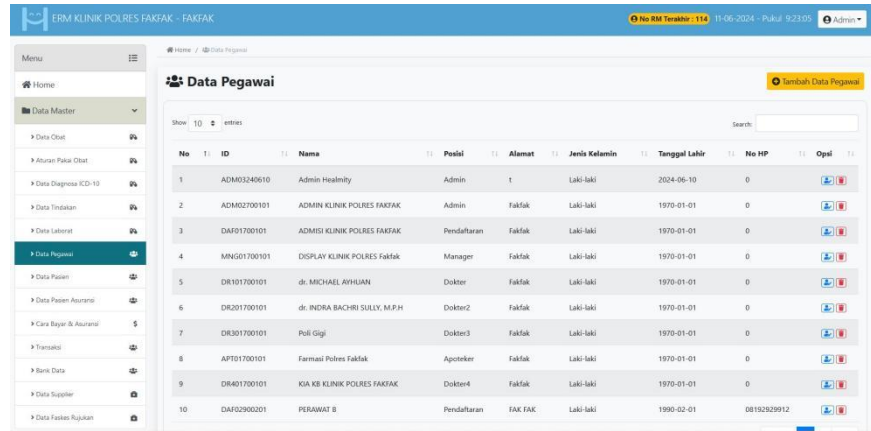 ERM KLINIK POLRES FAKFAK - FAKFAK
No RM Terakhir : 114 11-06-2024 - Pukul 9:23:05 Admin
Menu
Home
Data Master
Data Obat
Aturan Pakai Obat
Data Diagnosa ICD-10
Data Tindakan
Data Laborat
Data Pegawai
Data Pasien
Data Pasien Asuransi
Cara Bayar & Asuransi
Transaksi
Bank Data
Data Supplier
Data Faskes Rujukan
Home / Data Pegawai
Data Pegawai
Tambah Data Pegawai
Show 10 entries
Search:
No ID Nama Posisi Alamat Jenis Kelamin Tanggal Lahir No HP Opsi
1 ADM03240610 Admin Healmity Admin t Laki-laki 2024-06-10 0
2 ADM02700101 ADMIN KLINIK POLRES FAKFAK Admin Fakfak Laki-laki 1970-01-01 0
3 DAF01700101 ADMISI KLINIK POLRES FAKFAK Pendaftaran Fakfak Laki-laki 1970-01-01 0
4 MNG01700101 DISPLAY KLINIK POLRES Fakfak Manager Fakfak Laki-laki 1970-01-01 0
5 DR101700101 dr. MICHAEL AYHUAN Dokter Fakfak Laki-laki 1970-01-01 0
6 DR201700101 dr. INDRA BACHRI SULLY, M.P.H Dokter2 Fakfak Laki-laki 1970-01-01 0
7 DR301700101 Poli Gigi Dokter3 Fakfak Laki-laki 1970-01-01 0
8 APT01700101 Farmasi Polres Fakfak Apoteker Fakfak Laki-laki 1970-01-01 0
9 DR401700101 KIA KB KLINIK POLRES FAKFAK Dokter4 Fakfak Laki-laki 1970-01-01 0
10 DAF02900201 PERAWAT B Pendaftaran FAK FAK Laki-laki 1990-02-01 08192929912